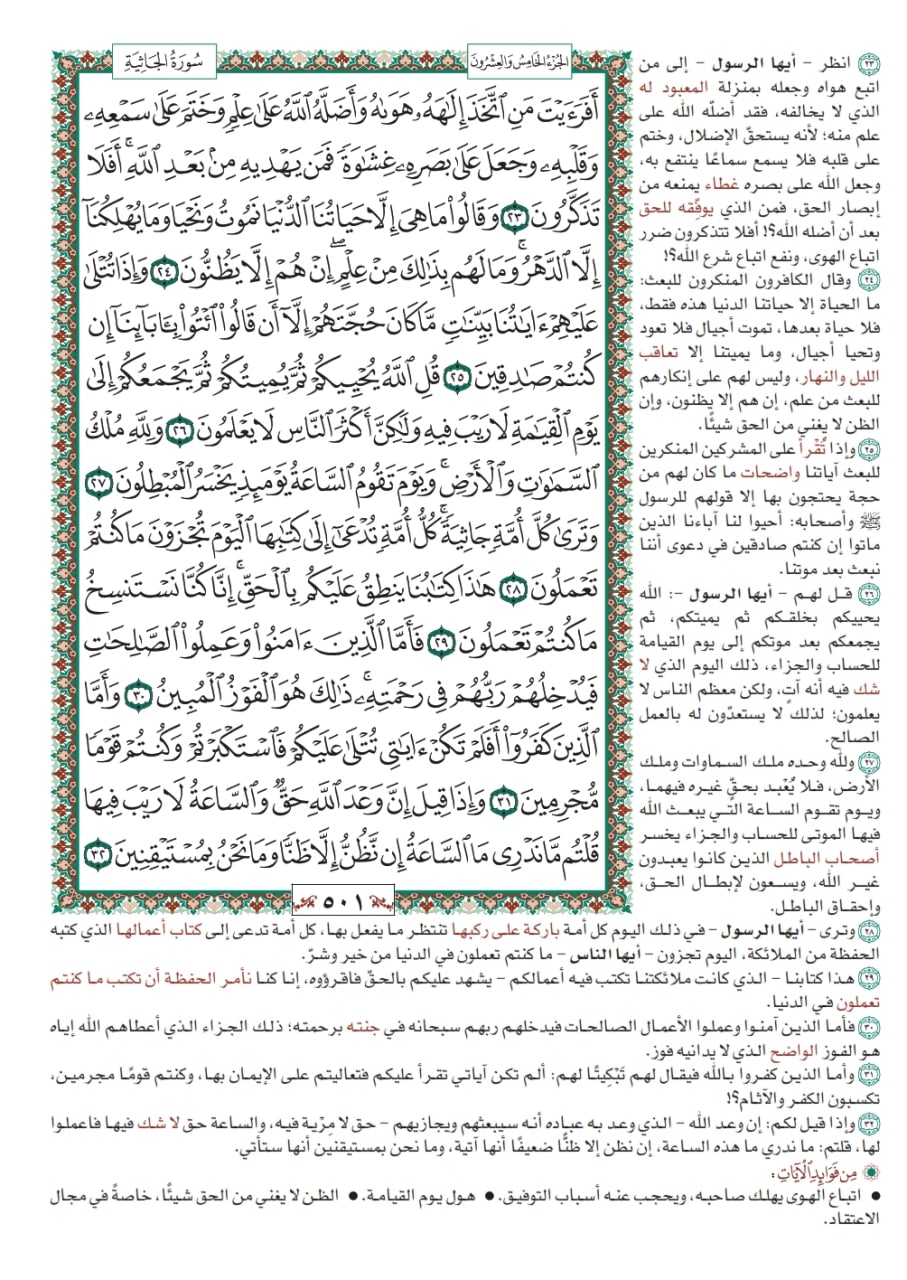 سُورَةُ الجَاثِيَةِ
الجُزْءُ الخَامِسُ وَالعِشْرُونَ
أَفَرَءَيْتَ مَنِ ٱتَّخَذَ إِلَٰهَهُۥ هَوَىٰهُ وَأَضَلَّهُ ٱللَّهُ عَلَىٰ عِلْمٍ وَخَتَمَ عَلَىٰ سَمْعِهِۦ
وَقَلْبِهِۦ وَجَعَلَ عَلَىٰ بَصَرِهِۦ غِشَٰوَةً فَمَن يَهْدِيهِ مِنۢ بَعْدِ ٱللَّهِۚ أَفَلَا
تَذَكَّرُونَ ٢٣ وَقَالُوا۟ مَا هِىَ إِلَّا حَيَاتُنَا ٱلدُّنْيَا نَمُوتُ وَنَحْيَا وَمَا يُهْلِكُنَآ
إِلَّا ٱلدَّهْرُۚ وَمَا لَهُم بِذَٰلِكَ مِنْ عِلْمٍۖ إِنْ هُمْ إِلَّا يَظُنُّونَ ٢٤ وَإِذَا تُتْلَىٰ
عَلَيْهِمْ ءَايَٰتُنَا بَيِّنَٰتٍ مَّا كَانَ حُجَّتَهُمْ إِلَّآ أَن قَالُوا۟ ٱئْتُوا۟ بِـَٔابَآئِنَآ إِن
كُنتُمْ صَٰدِقِينَ ٢٥ قُلِ ٱللَّهُ يُحْيِيكُمْ ثُمَّ يُمِيتُكُمْ ثُمَّ يَجْمَعُكُمْ إِلَىٰ
يَوْمِ ٱلْقِيَٰمَةِ لَا رَيْبَ فِيهِ وَلَٰكِنَّ أَكْثَرَ ٱلنَّاسِ لَا يَعْلَمُونَ ٢٦ وَلِلَّهِ مُلْكُ
ٱلسَّمَٰوَٰتِ وَٱلْأَرْضِۚ وَيَوْمَ تَقُومُ ٱلسَّاعَةُ يَوْمَئِذٍ يَخْسَرُ ٱلْمُبْطِلُونَ ٢٧
وَتَرَىٰ كُلَّ أُمَّةٍ جَاثِيَةًۚ كُلُّ أُمَّةٍ تُدْعَىٰٓ إِلَىٰ كِتَٰبِهَا ٱلْيَوْمَ تُجْزَوْنَ مَا كُنتُمْ
تَعْمَلُونَ ٢٨ هَٰذَا كِتَٰبُنَا يَنطِقُ عَلَيْكُم بِٱلْحَقِّۚ إِنَّا كُنَّا نَسْتَنسِخُ
مَا كُنتُمْ تَعْمَلُونَ ٢٩ فَأَمَّا ٱلَّذِينَ ءَامَنُوا۟ وَعَمِلُوا۟ ٱلصَّٰلِحَٰتِ
فَيُدْخِلُهُمْ رَبُّهُمْ فِى رَحْمَتِهِۦۚ ذَٰلِكَ هُوَ ٱلْفَوْزُ ٱلْمُبِينُ ٣٠ وَأَمَّا
ٱلَّذِينَ كَفَرُوٓا۟ أَفَلَمْ تَكُنْ ءَايَٰتِى تُتْلَىٰ عَلَيْكُمْ فَٱسْتَكْبَرْتُمْ وَكُنتُمْ قَوْمًا
مُّجْرِمِينَ ٣١ وَإِذَا قِيلَ إِنَّ وَعْدَ ٱللَّهِ حَقٌّ وَٱلسَّاعَةُ لَا رَيْبَ فِيهَا
قُلْتُم مَّا نَدْرِى مَا ٱلسَّاعَةُ إِن نَّظُنُّ إِلَّا ظَنًّا وَمَا نَحْنُ بِمُسْتَيْقِنِينَ ٣٢
٥٠١
٢٣ انظر - أيها الرسول - إلى من
اتبع هواه وجعله بمنزلة المعبود له
الذي لا يخالفه، فقد أضلّه الله على
علم منه؛ لأنه يستحقّ الإضلال، وختم
على قلبه فلا يسمع سماعًا ينتفع به،
وجعل الله على بصره غطاء يمنعه من
إبصار الحق، فمن الذي يوفّقه للحق
بعد أن أضله الله؟! أفلا تتذكرون ضرر
اتباع الهوى، ونفع اتباع شرع الله؟!
٢٤ وقال الكافرون المنكرون للبعث:
ما الحياة إلا حياتنا الدنيا هذه فقط،
فلا حياة بعدها، تموت أجيال فلا تعود
وتحيا أجيال، وما يميتنا إلا تعاقب
الليل والنهار، وليس لهم على إنكارهم
للبعث من علم، إن هم إلا يظنون، وإن
الظن لا يغني من الحق شيئًا.
٢٥ وإذا تُقْرأ على المشركين المنكرين
للبعث آياتنا واضحات ما كان لهم من
حجة يحتجون بها إلا قولهم للرسول
ﷺ وأصحابه: أحيوا لنا آباءنا الذين
ماتوا إن كنتم صادقين في دعوى أننا
نبعث بعد موتنا.
٢٦ قل لهم - أيها الرسول -: الله
يحييكم بخلقكم ثم يميتكم، ثم
يجمعكم بعد موتكم إلى يوم القيامة
للحساب والجزاء، ذلك اليوم الذي لا
شك فيه أنه آتٍ، ولكن معظم الناس لا
يعلمون؛ لذلك لا يستعدّون له بالعمل
الصالح.
٢٧ ولله وحده ملك السماوات وملك
الأرض، فلا يُعْبد بحقٍّ غيره فيهما،
ويوم تقوم الساعة التي يبعث الله
فيها الموتى للحساب والجزاء يخسر
أصحاب الباطل الذين كانوا يعبدون
غير الله، ويسعون لإبطال الحق،
وإحقاق الباطل.
٢٨ وترى - أيها الرسول - في ذلك اليوم كل أمة باركة على ركبها تنتظر ما يفعل بها، كل أمة تدعى إلى كتاب أعمالها الذي كتبه
الحفظة من الملائكة، اليوم تجزون - أيها الناس - ما كنتم تعملون في الدنيا من خير وشرّ.
٢٩ هذا كتابنا - الذي كانت ملائكتنا تكتب فيه أعمالكم - يشهد عليكم بالحقّ فاقرؤوه، إنا كنا نأمر الحفظة أن تكتب ما كنتم
تعملون في الدنيا.
٣٠ فأما الذين آمنوا وعملوا الأعمال الصالحات فيدخلهم ربهم سبحانه في جنته برحمته؛ ذلك الجزاء الذي أعطاهم الله إياه
هو الفوز الواضح الذي لا يدانيه فوز.
٣١ وأما الذين كفروا بالله فيقال لهم تَبْكِيتًا لهم: ألم تكن آياتي تقرأ عليكم فتعاليتم على الإيمان بها، وكنتم قومًا مجرمين،
تكسبون الكفر والآثام؟!
٣٢ وإذا قيل لكم: إن وعد الله - الذي وعد به عباده أنه سيبعثهم ويجازيهم - حق لا مِرْية فيه، والساعة حق لا شك فيها فاعملوا
لها، قلتم: ما ندري ما هذه الساعة، إن نظن إلا ظنًّا ضعيفًا أنها آتية، وما نحن بمستيقنين أنها ستأتي.
مِن فَوَائِدِ الْآيَاتِ:
• اتباع الهوى يهلك صاحبه، ويحجب عنه أسباب التوفيق. • هول يوم القيامة. • الظن لا يغني من الحق شيئًا، خاصةً في مجال
الاعتقاد.